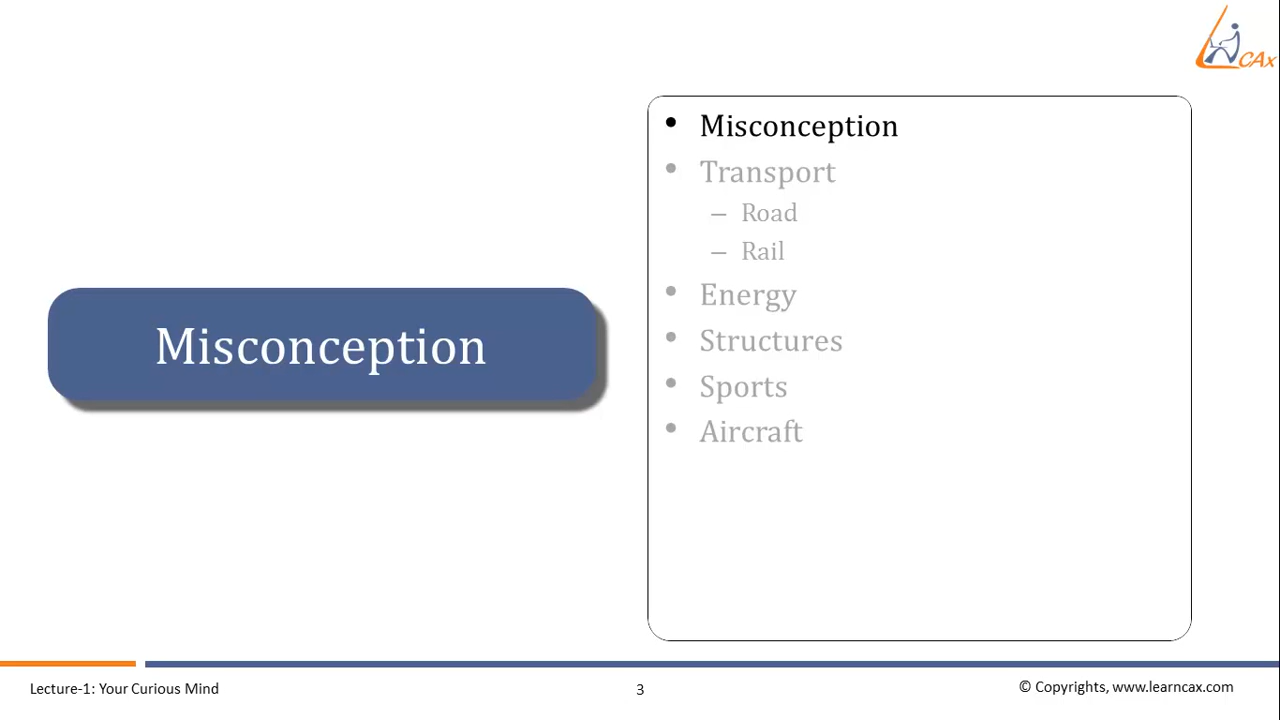 CAx
Misconception
• Misconception
• Transport
– Road
– Rail
• Energy
• Structures
• Sports
• Aircraft
Lecture-1: Your Curious Mind
3
© Copyrights, www.learncax.com